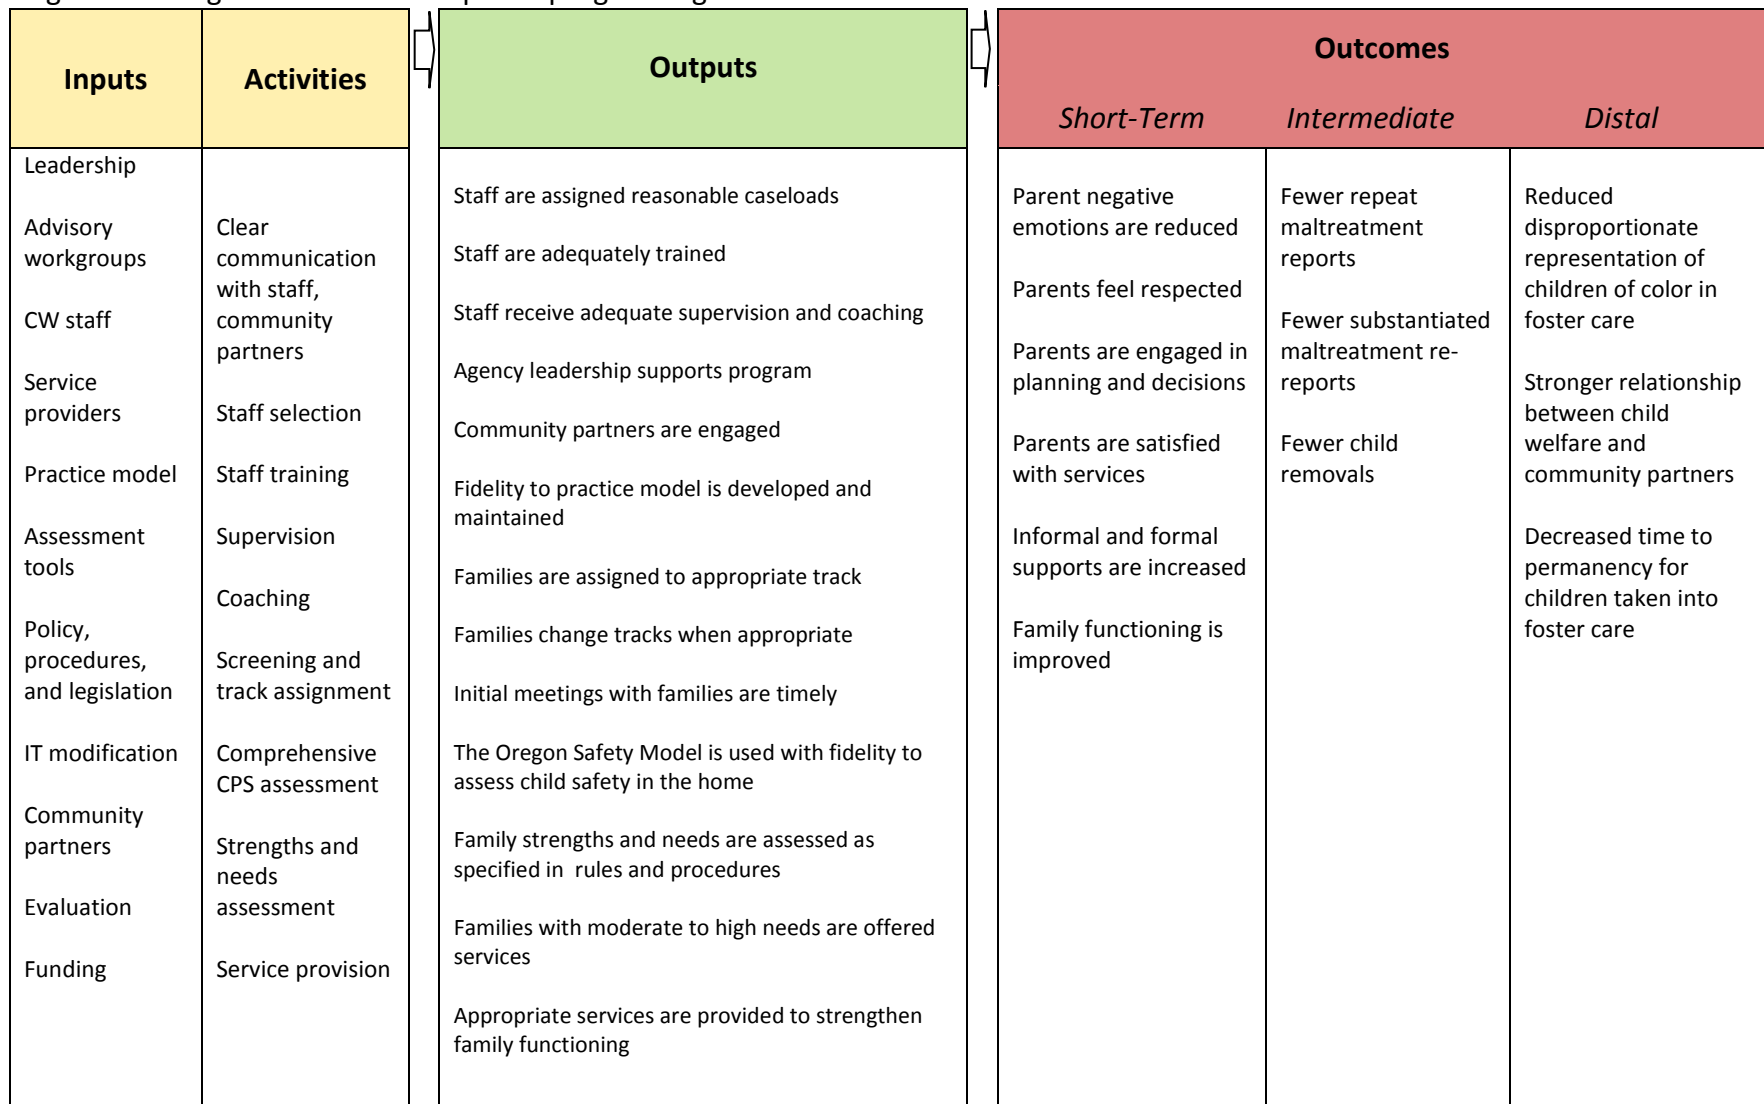 Inputs
Activities
Outputs
Outcomes
Short-Term
Intermediate
Distal
Leadership
Advisory
workgroups
CW staff
Service
providers
Practice model
Assessment
tools
Policy,
procedures,
and legislation
IT modification
Community
partners
Evaluation
Funding
Clear
communication
with staff,
community
partners
Staff selection
Staff training
Supervision
Coaching
Screening and
track assignment
Comprehensive
CPS assessment
Strengths and
needs
assessment
Service provision
Staff are assigned reasonable caseloads
Staff are adequately trained
Staff receive adequate supervision and coaching
Agency leadership supports program
Community partners are engaged
Fidelity to practice model is developed and
maintained
Families are assigned to appropriate track
Families change tracks when appropriate
Initial meetings with families are timely
The Oregon Safety Model is used with fidelity to
assess child safety in the home
Family strengths and needs are assessed as
specified in rules and procedures
Families with moderate to high needs are offered
services
Appropriate services are provided to strengthen
family functioning
Parent negative
emotions are reduced
Parents feel respected
Parents are engaged in
planning and decisions
Parents are satisfied
with services
Informal and formal
supports are increased
Family functioning is
improved
Fewer repeat
maltreatment
reports
Fewer substantiated
maltreatment re-
reports
Fewer child
removals
Reduced
disproportionate
representation of
children of color in
foster care
Stronger relationship
between child
welfare and
community partners
Decreased time to
permanency for
children taken into
foster care